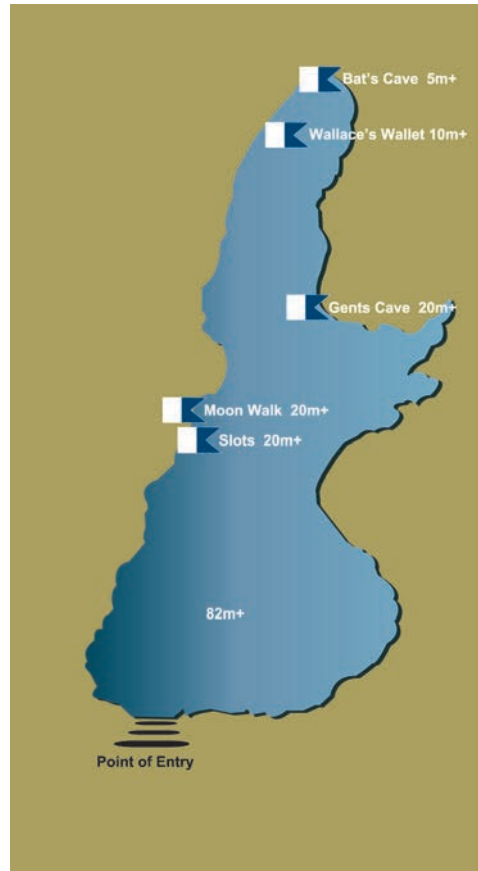 Bat's Cave 5m+
Wallace's Wallet 10m+
Gents Cave 20m+
Moon Walk 20m+
Slots 20m+
82m+
Point of Entry